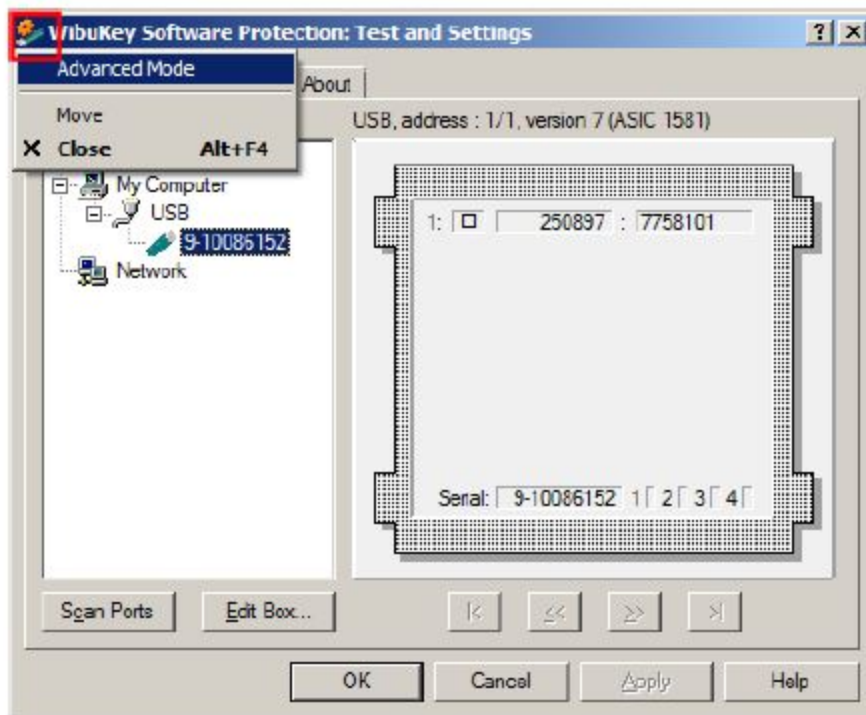 WibuKey Software Protection: Test and Settings
Advanced Mode
About
Move
Close Alt+F4
USB, address : 1/1, version 7 (ASIC 1581)
My Computer
USB
9-10086152
Network
1: 250897 : 7758101
Serial: 9-10086152 1 2 3 4
Scan Ports Edit Box... |< << >> >|
OK Cancel Apply Help